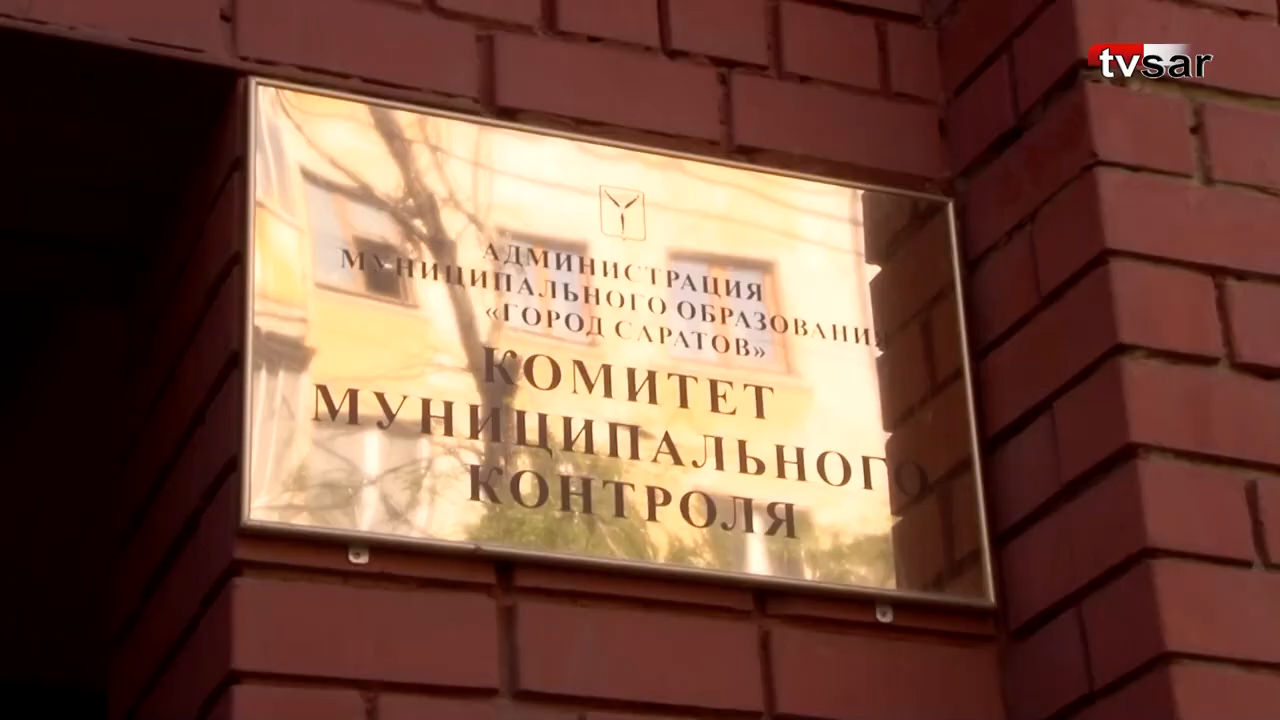 tvsar
АДМИНИСТРАЦИЯ
МУНИЦИПАЛЬНОГО ОБРАЗОВАНИЯ
«ГОРОД САРАТОВ»
КОМИТЕТ
МУНИЦИПАЛЬНОГО
КОНТРОЛЯ